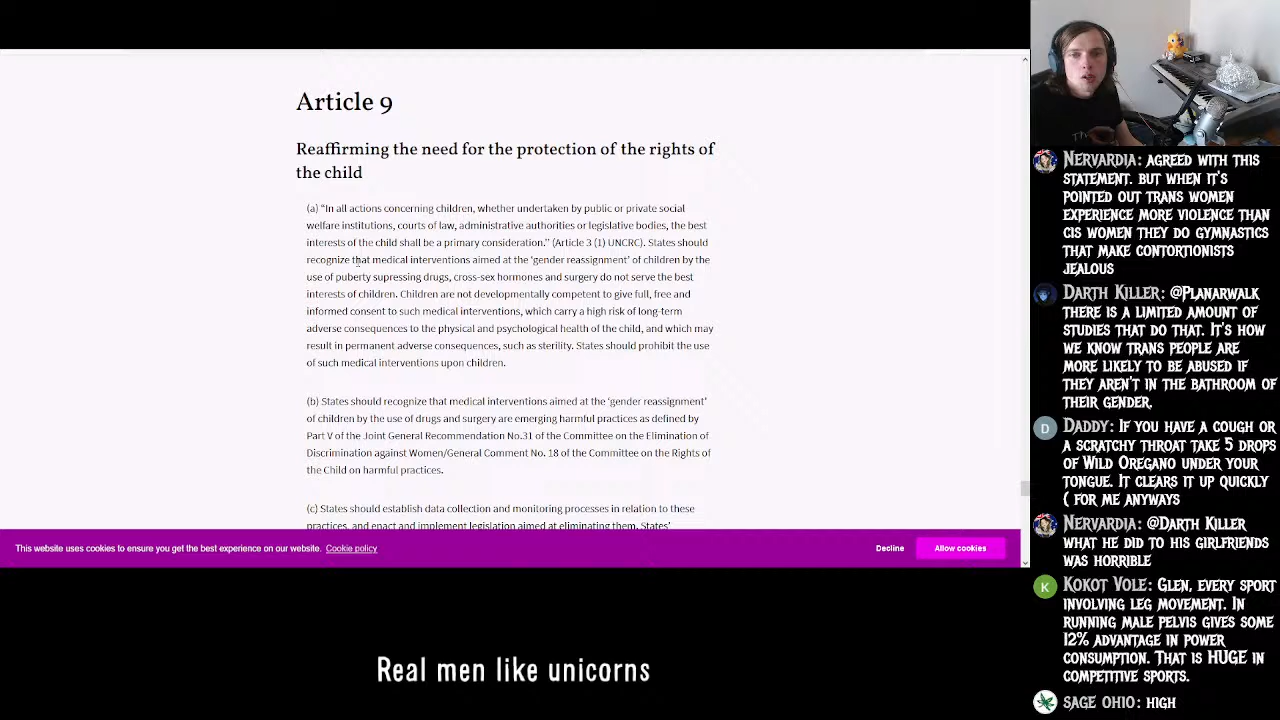 Article 9
Reaffirming the need for the protection of the rights of
the child
(a) “In all actions concerning children, whether undertaken by public or private social
welfare institutions, courts of law, administrative authorities or legislative bodies, the best
interests of the child shall be a primary consideration.” (Article 3 (1) UNCRC). States should
recognize that medical interventions aimed at the ‘gender reassignment’ of children by the
use of puberty supressing drugs, cross-sex hormones and surgery do not serve the best
interests of children. Children are not developmentally competent to give full, free and
informed consent to such medical interventions, which carry a high risk of long-term
adverse consequences to the physical and psychological health of the child, and which may
result in permanent adverse consequences, such as sterility. States should prohibit the use
of such medical interventions upon children.
(b) States should recognize that medical interventions aimed at the ‘gender reassignment’
of children by the use of drugs and surgery are emerging harmful practices as defined by
Part V of the Joint General Recommendation No.31 of the Committee on the Elimination of
Discrimination against Women/General Comment No. 18 of the Committee on the Rights of
the Child on harmful practices.
(c) States should establish data collection and monitoring processes in relation to these
practices, and enact and implement legislation aimed at eliminating them. States’
This website uses cookies to ensure you get the best experience on our website. Cookie policy
Decline
Allow cookies
Real men like unicorns
NERVARDIA: AGREED WITH THIS
STATEMENT. BUT WHEN IT'S
POINTED OUT TRANS WOMEN
EXPERIENCE MORE VIOLENCE THAN
CIS WOMEN THEY DO GYMNASTICS
THAT MAKE CONTORTIONISTS
JEALOUS
DARTH KILLER: @PLANARWALK
THERE IS A LIMITED AMOUNT OF
STUDIES THAT DO THAT. IT'S HOW
WE KNOW TRANS PEOPLE ARE
MORE LIKELY TO BE ABUSED IF
THEY AREN'T IN THE BATHROOM OF
THEIR GENDER.
D
DADDY: IF YOU HAVE A COUGH OR
A SCRATCHY THROAT TAKE 5 DROPS
OF WILD OREGANO UNDER YOUR
TONGUE. IT CLEARS IT UP QUICKLY
( FOR ME ANYWAYS
NERVARDIA: @DARTH KILLER
WHAT HE DID TO HIS GIRLFRIENDS
WAS HORRIBLE
K
KOKOT VOLE: GLEN, EVERY SPORT
INVOLVING LEG MOVEMENT. IN
RUNNING MALE PELVIS GIVES SOME
12% ADVANTAGE IN POWER
CONSUMPTION. THAT IS HUGE IN
COMPETITIVE SPORTS.
SAGE OHIO: HIGH